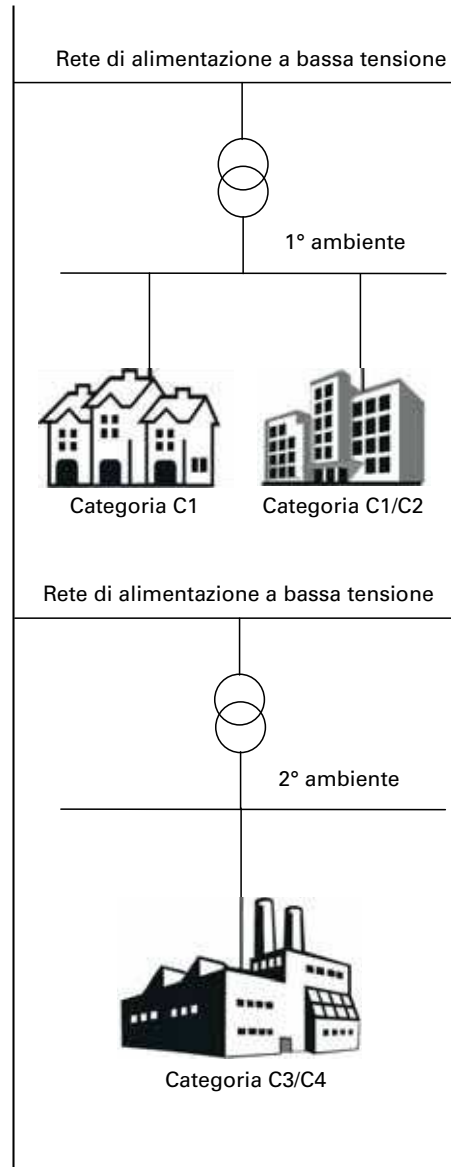 Rete di alimentazione a bassa tensione
1° ambiente
Categoria C1
Categoria C1/C2
Rete di alimentazione a bassa tensione
2° ambiente
Categoria C3/C4